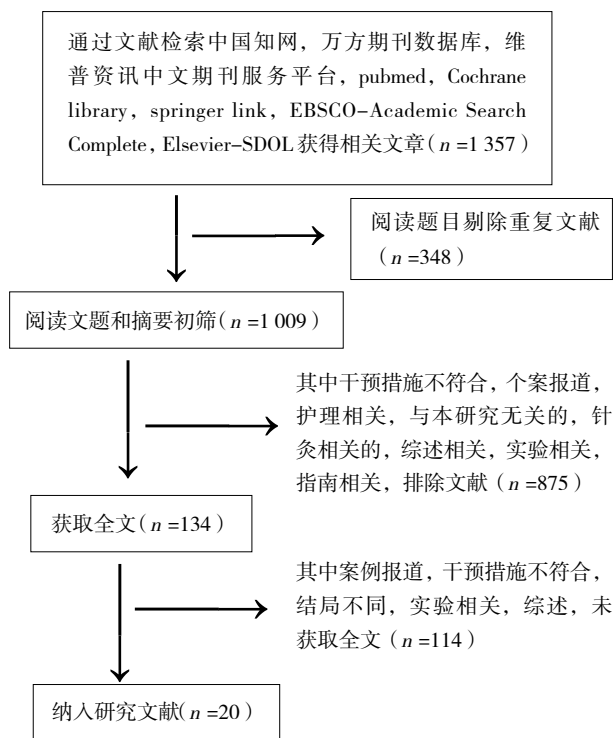 通过文献检索中国知网，万方期刊数据库，维
普资讯中文期刊服务平台，pubmed，Cochrane
library，springer link，EBSCO-Academic Search
Complete，Elsevier-SDOL 获得相关文章（n =1 357）
阅读题目剔除重复文献
（n =348）
阅读文题和摘要初筛（n =1 009）
其中干预措施不符合，个案报道，
护理相关，与本研究无关的，针
灸相关的，综述相关，实验相关，
指南相关，排除文献（n =875）
获取全文（n =134）
其中案例报道，干预措施不符合，
结局不同，实验相关，综述，未
获取全文（n =114）
纳入研究文献(n =20）